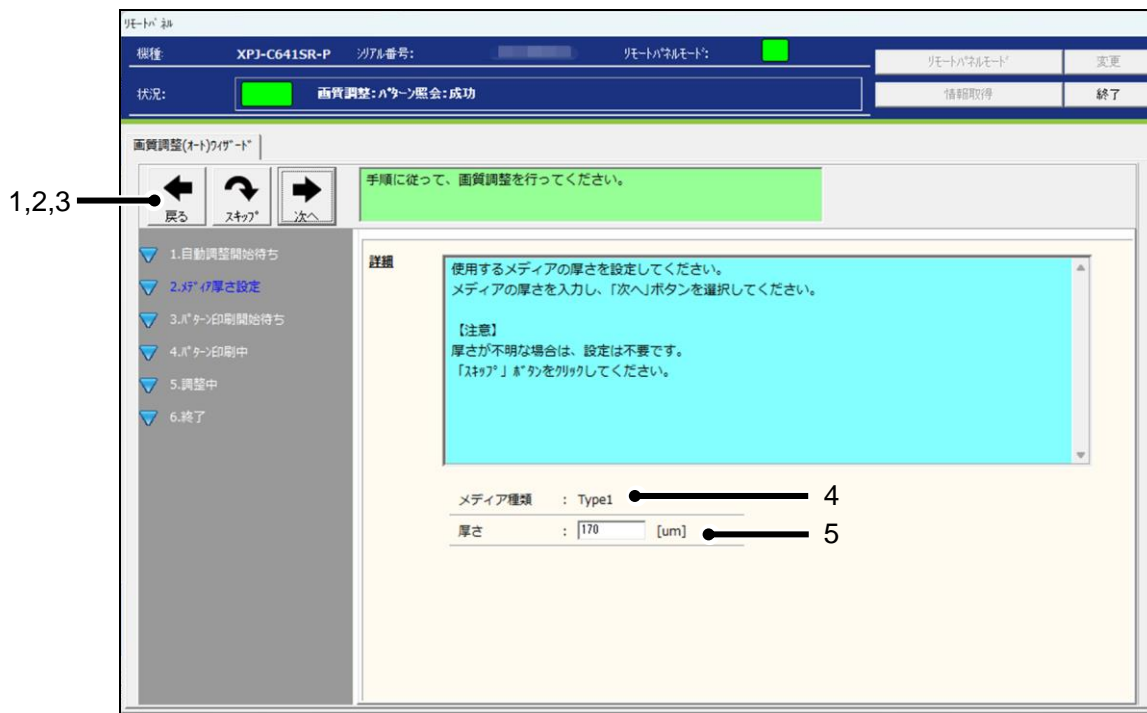 リモートパネル
機種: XPJ-C641SR-P シリアル番号: リモートパネルモード: リモートパネルモード 変更
状況: 画質調整:パターン照会:成功 情報取得 終了
画質調整(オート)ウィザード
1,2,3
戻る スキップ 次へ
手順に従って、画質調整を行ってください。
1.自動調整開始待ち
2.メディア厚さ設定
3.パターン印刷開始待ち
4.パターン印刷中
5.調整中
6.終了
詳細
使用するメディアの厚さを設定してください。
メディアの厚さを入力し、「次へ」ボタンを選択してください。
【注意】
厚さが不明な場合は、設定は不要です。
「スキップ」ボタンをクリックしてください。
メディア種類 : Type1 4
厚さ : 170 [um] 5